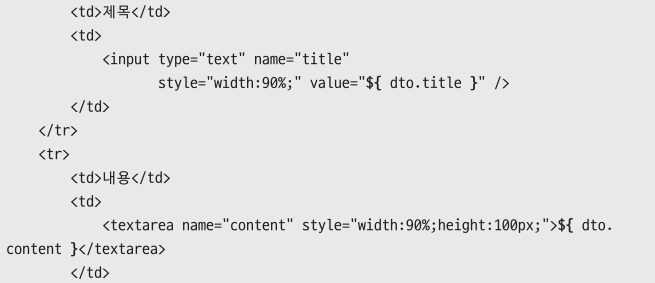 <td>제목</td>
<td>
<input type="text" name="title"
style="width:90%;" value="${ dto.title }" />
</td>
</tr>
<tr>
<td>내용</td>
<td>
<textarea name="content" style="width:90%;height:100px;">${ dto.
content }</textarea>
</td>